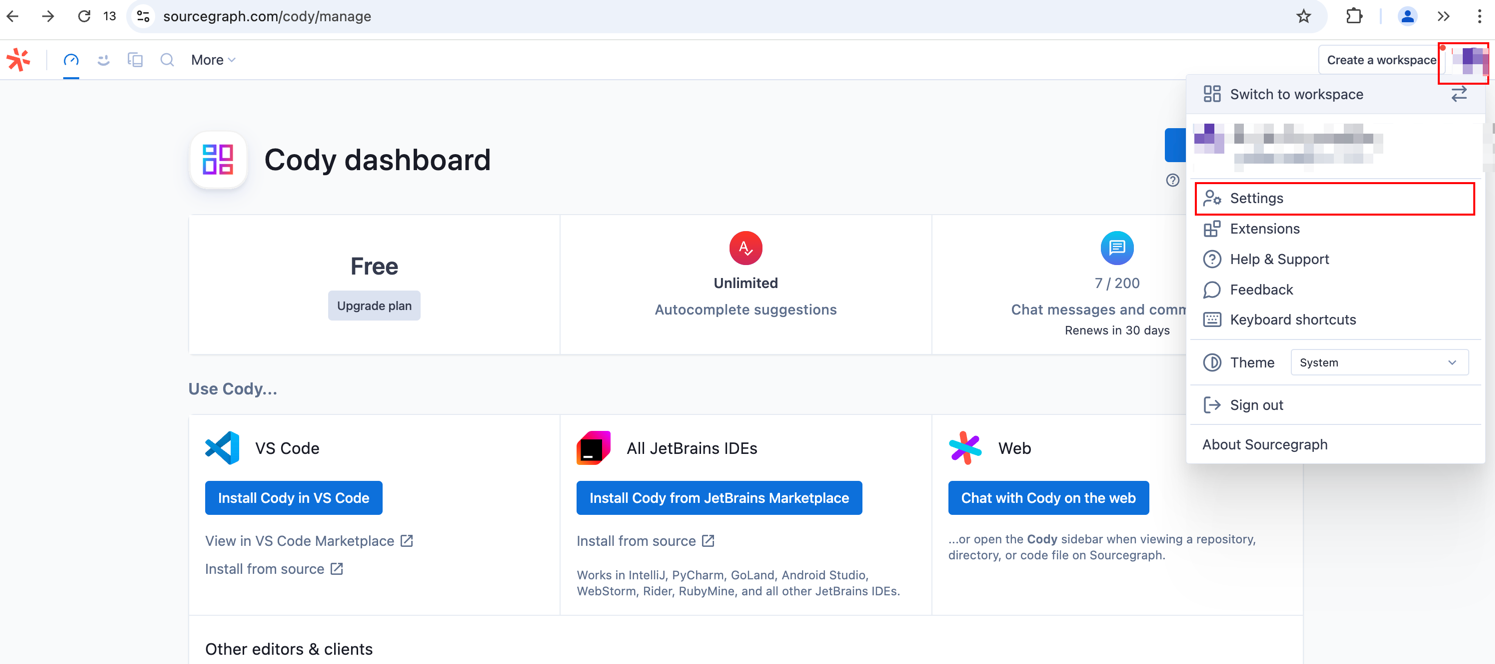 13
sourcegraph.com/cody/manage
More
Create a workspace
Switch to workspace
Cody dashboard
Settings
Extensions
Help & Support
Feedback
Keyboard shortcuts
Theme
System
Sign out
About Sourcegraph
Free
Upgrade plan
Unlimited
Autocomplete suggestions
7 / 200
Chat messages and comm
Renews in 30 days
Use Cody...
VS Code
Install Cody in VS Code
View in VS Code Marketplace
Install from source
All JetBrains IDEs
Install Cody from JetBrains Marketplace
Install from source
Works in IntelliJ, PyCharm, GoLand, Android Studio,
WebStorm, Rider, RubyMine, and all other JetBrains IDEs.
Web
Chat with Cody on the web
...or open the Cody sidebar when viewing a repository,
directory, or code file on Sourcegraph.
Other editors & clients